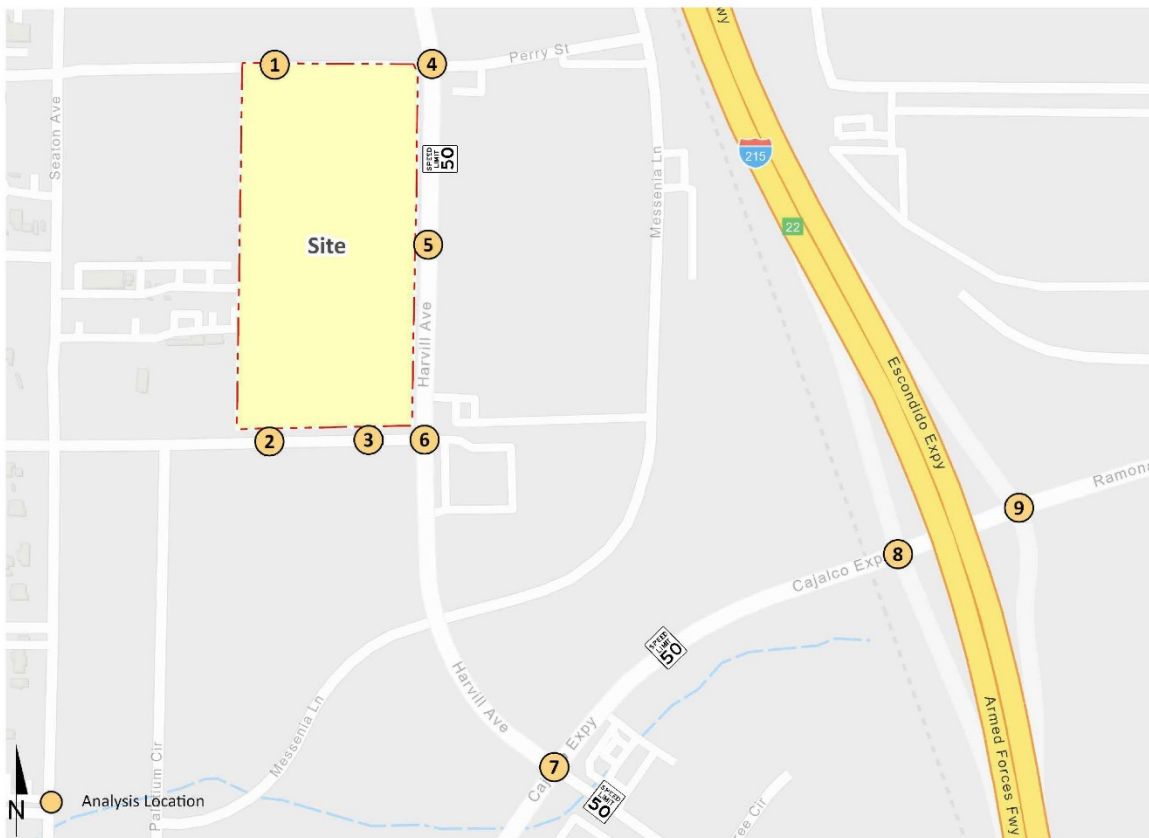 wy
1
4
Perry St
Seaton Ave
SPEED
LIMIT
50
215
Messenia Ln
22
Site
5
Harvill Ave
Escondido Expy
2
3
6
9
Ramona
8
Cajalco Exp
SPEED
LIMIT
50
Harvill Ave
Messenia Ln
Expy
Armed Forces Fwy
7
SPEED
LIMIT
50
ree Cir
N
Analysis Location